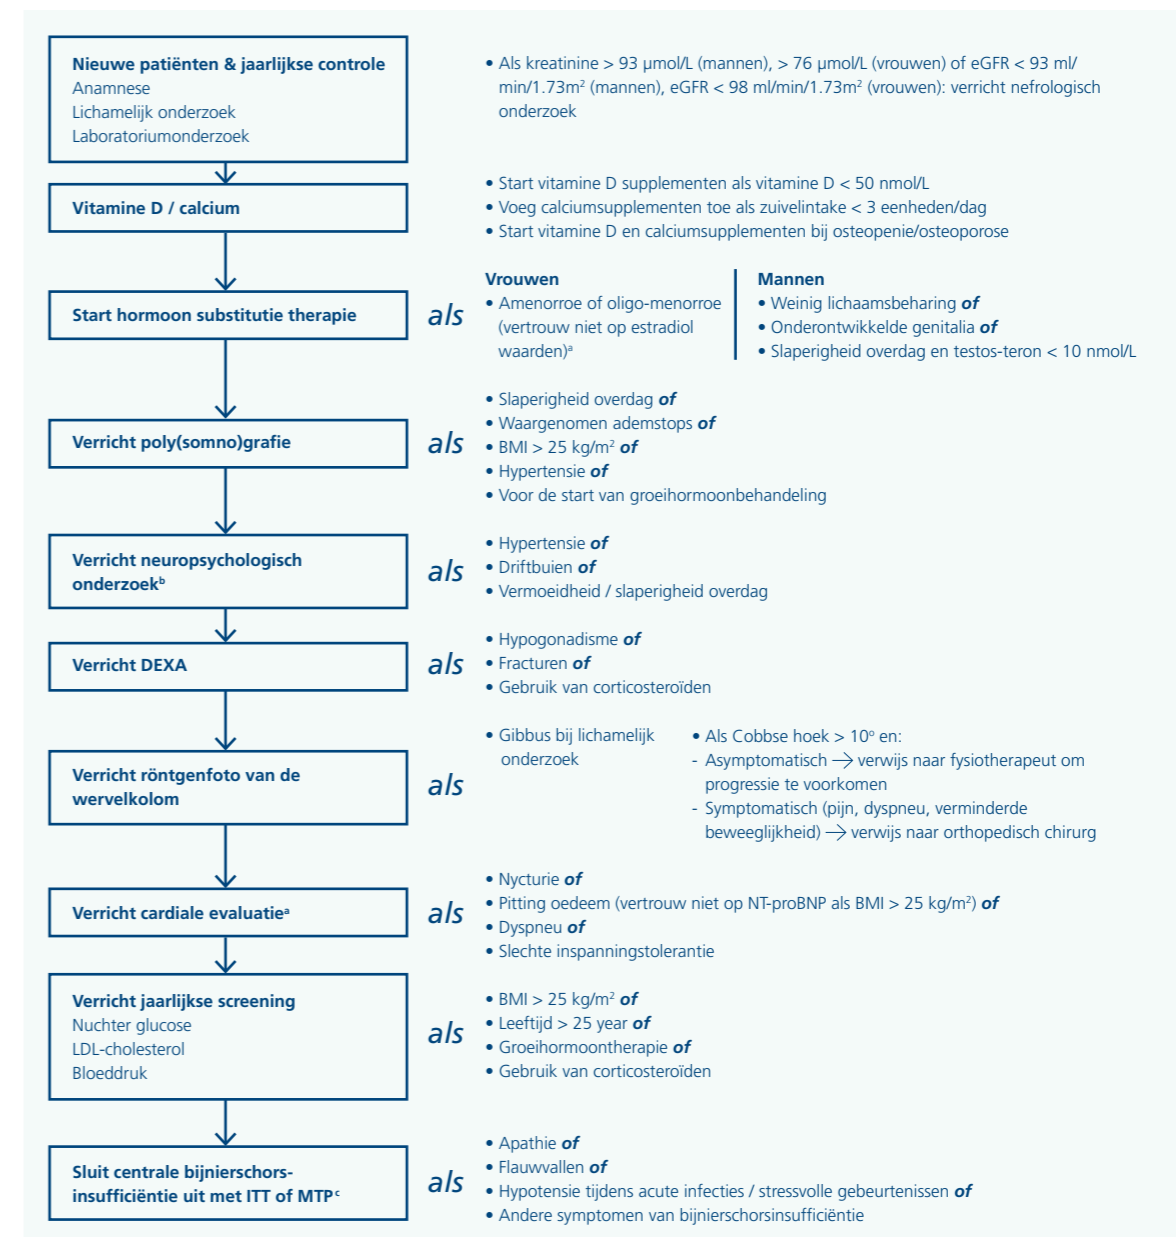 Nieuwe patiënten & jaarlijkse controle
Anamnese
Lichamelijk onderzoek
Laboratoriumonderzoek
• Als kreatinine > 93 µmol/L (mannen), > 76 µmol/L (vrouwen) of eGFR < 93 ml/
min/1.73m² (mannen), eGFR < 98 ml/min/1.73m² (vrouwen): verricht nefrologisch
onderzoek
Vitamine D / calcium
• Start vitamine D supplementen als vitamine D < 50 nmol/L
• Voeg calciumsupplementen toe als zuivelintake < 3 eenheden/dag
• Start vitamine D en calciumsupplementen bij osteopenie/osteoporose
Start hormoon substitutie therapie
als
Vrouwen
• Amenorroe of oligo-menorroe
(vertrouw niet op estradiol
waarden)ᵃ
Mannen
• Weinig lichaamsbeharing of
• Onderontwikkelde genitalia of
• Slaperigheid overdag en testos-teron < 10 nmol/L
Verricht poly(somno)grafie
als
• Slaperigheid overdag of
• Waargenomen ademstops of
• BMI > 25 kg/m² of
• Hypertensie of
• Voor de start van groeihormoonbehandeling
Verricht neuropsychologisch
onderzoekᵇ
als
• Hypertensie of
• Driftbuien of
• Vermoeidheid / slaperigheid overdag
Verricht DEXA
als
• Hypogonadisme of
• Fracturen of
• Gebruik van corticosteroïden
Verricht röntgenfoto van de
wervelkolom
als
• Gibbus bij lichamelijk
onderzoek
• Als Cobbse hoek > 10º en:
- Asymptomatisch → verwijs naar fysiotherapeut om
progressie te voorkomen
- Symptomatisch (pijn, dyspneu, verminderde
beweeglijkheid) → verwijs naar orthopedisch chirurg
Verricht cardiale evaluatieᵃ
als
• Nycturie of
• Pitting oedeem (vertrouw niet op NT-proBNP als BMI > 25 kg/m²) of
• Dyspneu of
• Slechte inspanningstolerantie
Verricht jaarlijkse screening
Nuchter glucose
LDL-cholesterol
Bloeddruk
als
• BMI > 25 kg/m² of
• Leeftijd > 25 year of
• Groeihormoontherapie of
• Gebruik van corticosteroïden
Sluit centrale bijnierschors-
insufficiëntie uit met ITT of MTPᶜ
als
• Apathie of
• Flauwvallen of
• Hypotensie tijdens acute infecties / stressvolle gebeurtenissen of
• Andere symptomen van bijnierschorsinsufficiëntie